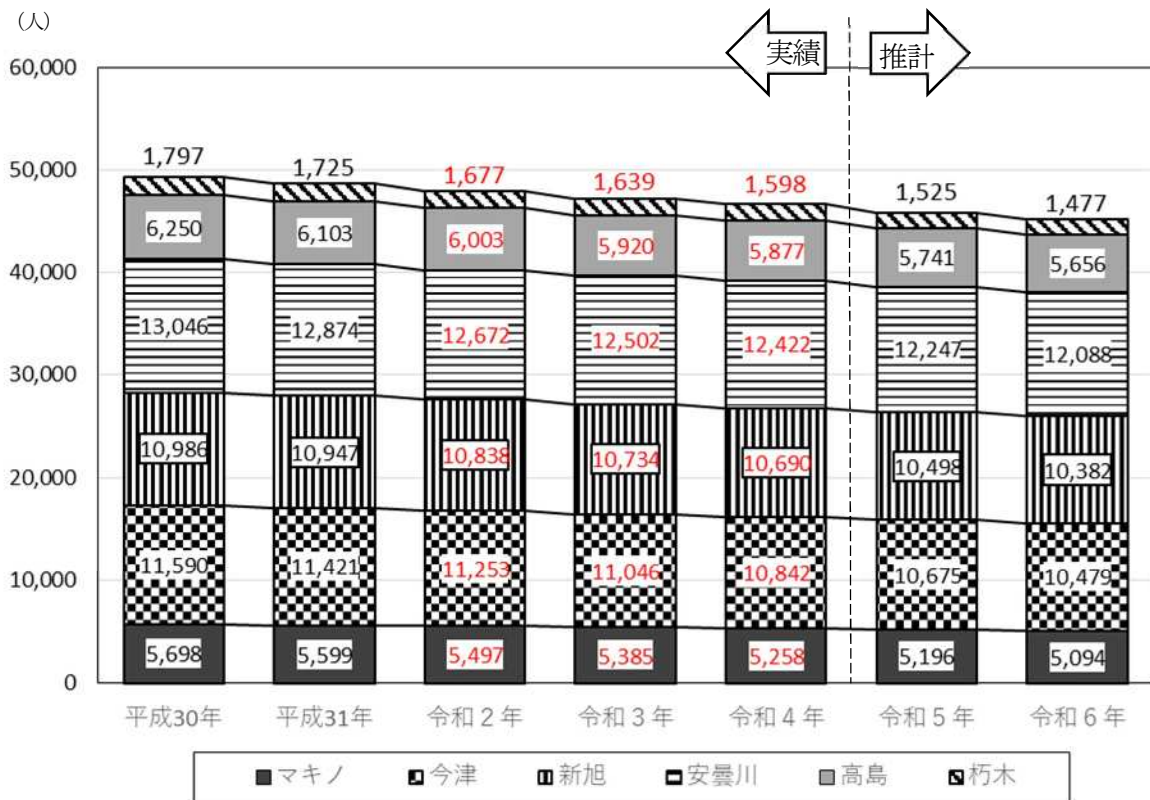 (人)
実績 推計
60,000
50,000
40,000
30,000
20,000
10,000
0
1,797 1,725 1,677 1,639 1,598 1,525 1,477
6,250 6,103 6,003 5,920 5,877 5,741 5,656
13,046 12,874 12,672 12,502 12,422 12,247 12,088
10,986 10,947 10,838 10,734 10,690 10,498 10,382
11,590 11,421 11,253 11,046 10,842 10,675 10,479
5,698 5,599 5,497 5,385 5,258 5,196 5,094
平成30年 平成31年 令和2年 令和3年 令和4年 令和5年 令和6年
マキノ 今津 新旭 安曇川 高島 朽木